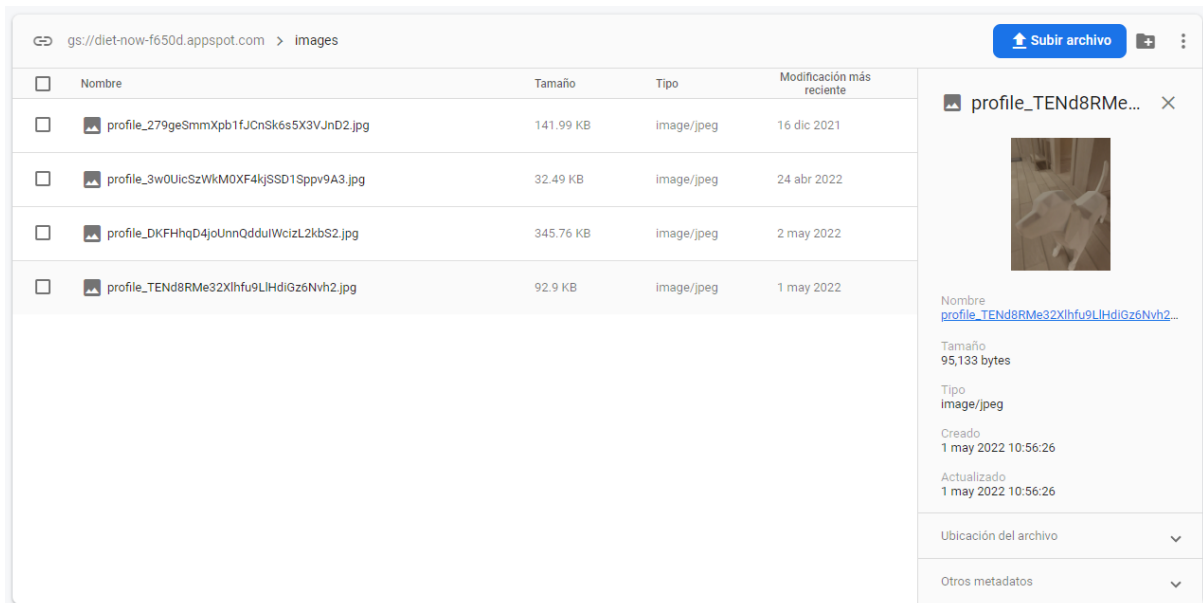 gs://diet-now-f650d.appspot.com > images
Subir archivo
Nombre Tamaño Tipo Modificación más reciente
profile_279geSmmXpb1fJCnSk6s5X3VJnD2.jpg 141.99 KB image/jpeg 16 dic 2021
profile_3w0UicSzWkM0XF4kjSSD1Sppv9A3.jpg 32.49 KB image/jpeg 24 abr 2022
profile_DKFHhqD4joUnnQdduIWcizL2kbS2.jpg 345.76 KB image/jpeg 2 may 2022
profile_TENd8RMe32Xlhfu9LlHdiGz6Nvh2.jpg 92.9 KB image/jpeg 1 may 2022
profile_TENd8RMe...
Nombre
profile_TENd8RMe32Xlhfu9LlHdiGz6Nvh2...
Tamaño
95,133 bytes
Tipo
image/jpeg
Creado
1 may 2022 10:56:26
Actualizado
1 may 2022 10:56:26
Ubicación del archivo
Otros metadatos